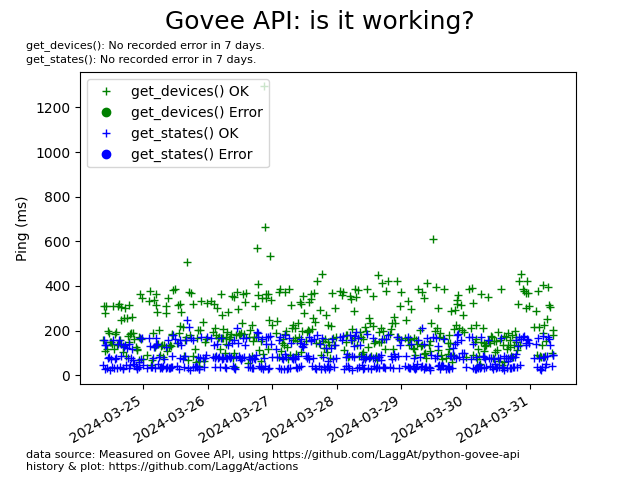 Govee API: is it working?
get_devices(): No recorded error in 7 days.
get_states(): No recorded error in 7 days.
get_devices() OK
get_devices() Error
get_states() OK
get_states() Error
1200
1000
800
600
400
200
0
Ping (ms)
2024-03-25
2024-03-26
2024-03-27
2024-03-28
2024-03-29
2024-03-30
2024-03-31
data source: Measured on Govee API, using https://github.com/LaggAt/python-govee-api
history & plot: https://github.com/LaggAt/actions